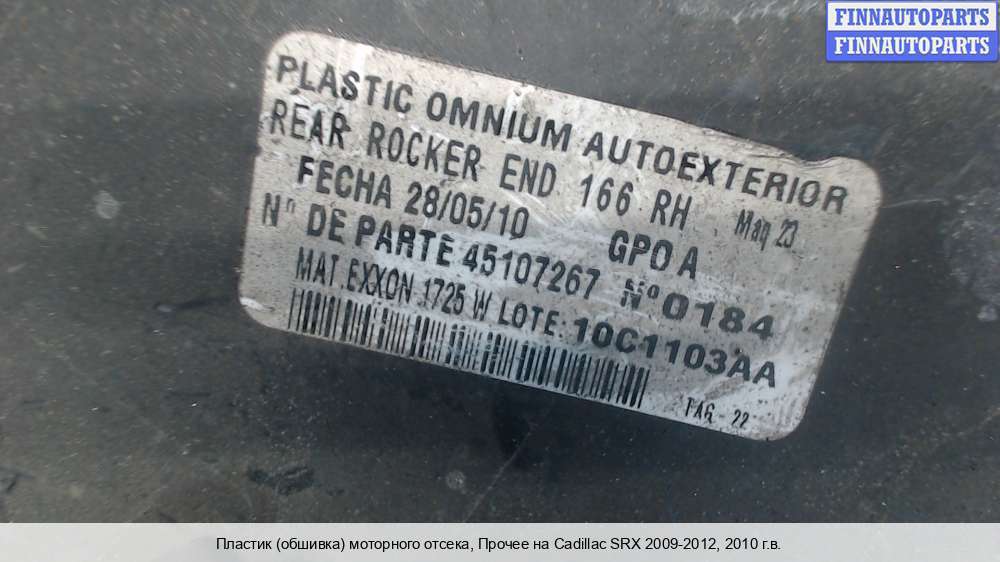 FINNAUTOPARTS
FINNAUTOPARTS
PLASTIC OMNIUM AUTOEXTERIOR
REAR ROCKER END 166 RH Maq 23
FECHA 28/05/10 GPO A
N° DE PARTE 45107267 N°0184
MAT.EXXON 1725 W LOTE: 10C1103AA
TAG - 22
Пластик (обшивка) моторного отсека, Прочее на Cadillac SRX 2009-2012, 2010 г.в.